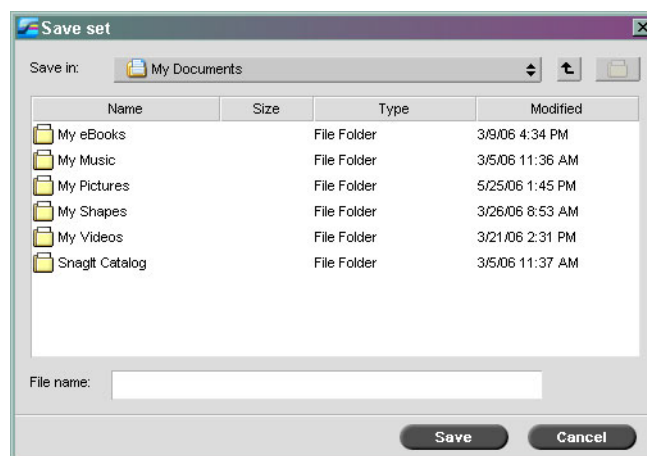 Save set
Save in: My Documents
Name Size Type Modified
My eBooks File Folder 3/9/06 4:34 PM
My Music File Folder 3/5/06 11:36 AM
My Pictures File Folder 5/25/06 1:45 PM
My Shapes File Folder 3/26/06 8:53 AM
My Videos File Folder 3/21/06 2:31 PM
SnagIt Catalog File Folder 3/5/06 11:37 AM
File name:
Save Cancel